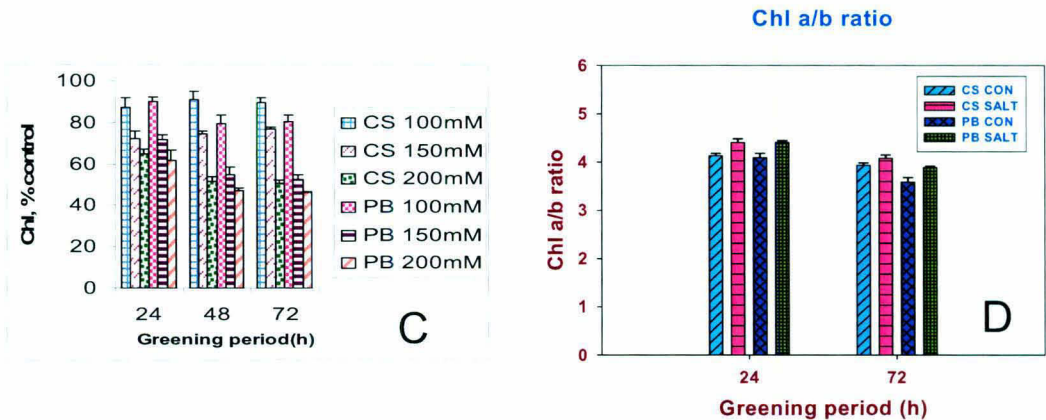 Chl a/b ratio
Chl, %control
100
80
60
40
20
0
24
48
72
Greening period(h)
CS 100mM
CS 150mM
CS 200mM
PB 100mM
PB 150mM
PB 200mM
C
Chl a/b ratio
6
5
4
3
2
1
0
24
72
Greening period (h)
CS CON
CS SALT
PB CON
PB SALT
D